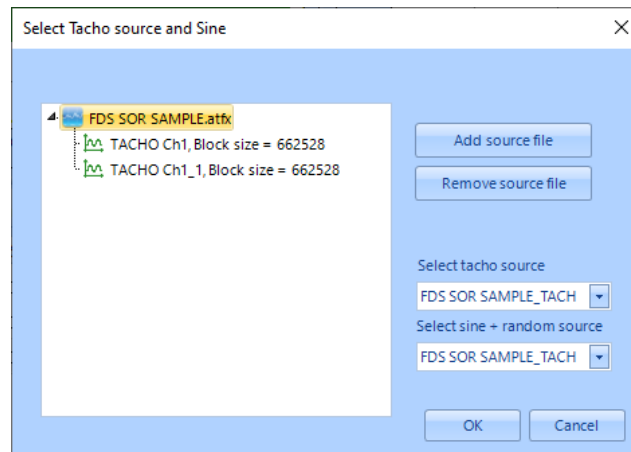 Select Tacho source and Sine
FDS SOR SAMPLE.atfx
TACHO Ch1, Block size = 662528
TACHO Ch1_1, Block size = 662528
Add source file
Remove source file
Select tacho source
FDS SOR SAMPLE_TACH
Select sine + random source
FDS SOR SAMPLE_TACH
OK
Cancel